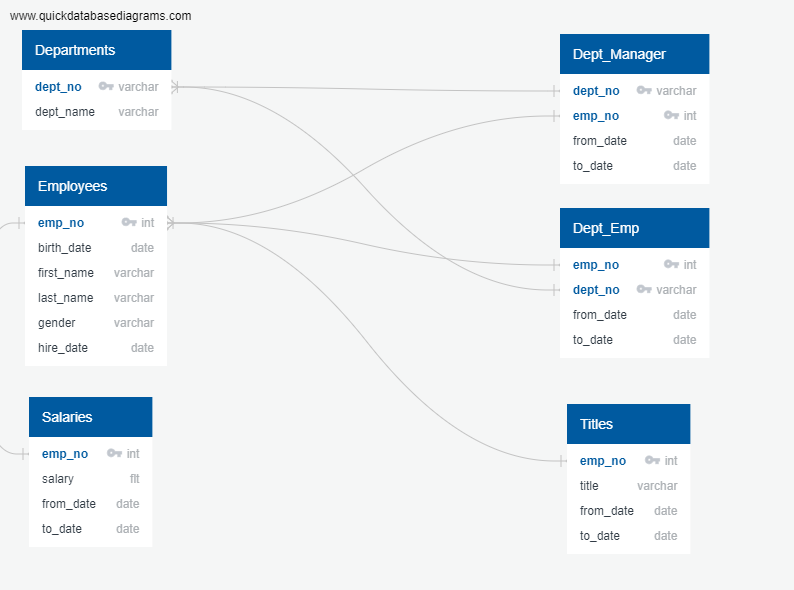 www.quickdatabasediagrams.com
Departments
dept_no varchar
dept_name varchar
Employees
emp_no int
birth_date date
first_name varchar
last_name varchar
gender varchar
hire_date date
Salaries
emp_no int
salary flt
from_date date
to_date date
Dept_Manager
dept_no varchar
emp_no int
from_date date
to_date date
Dept_Emp
emp_no int
dept_no varchar
from_date date
to_date date
Titles
emp_no int
title varchar
from_date date
to_date date